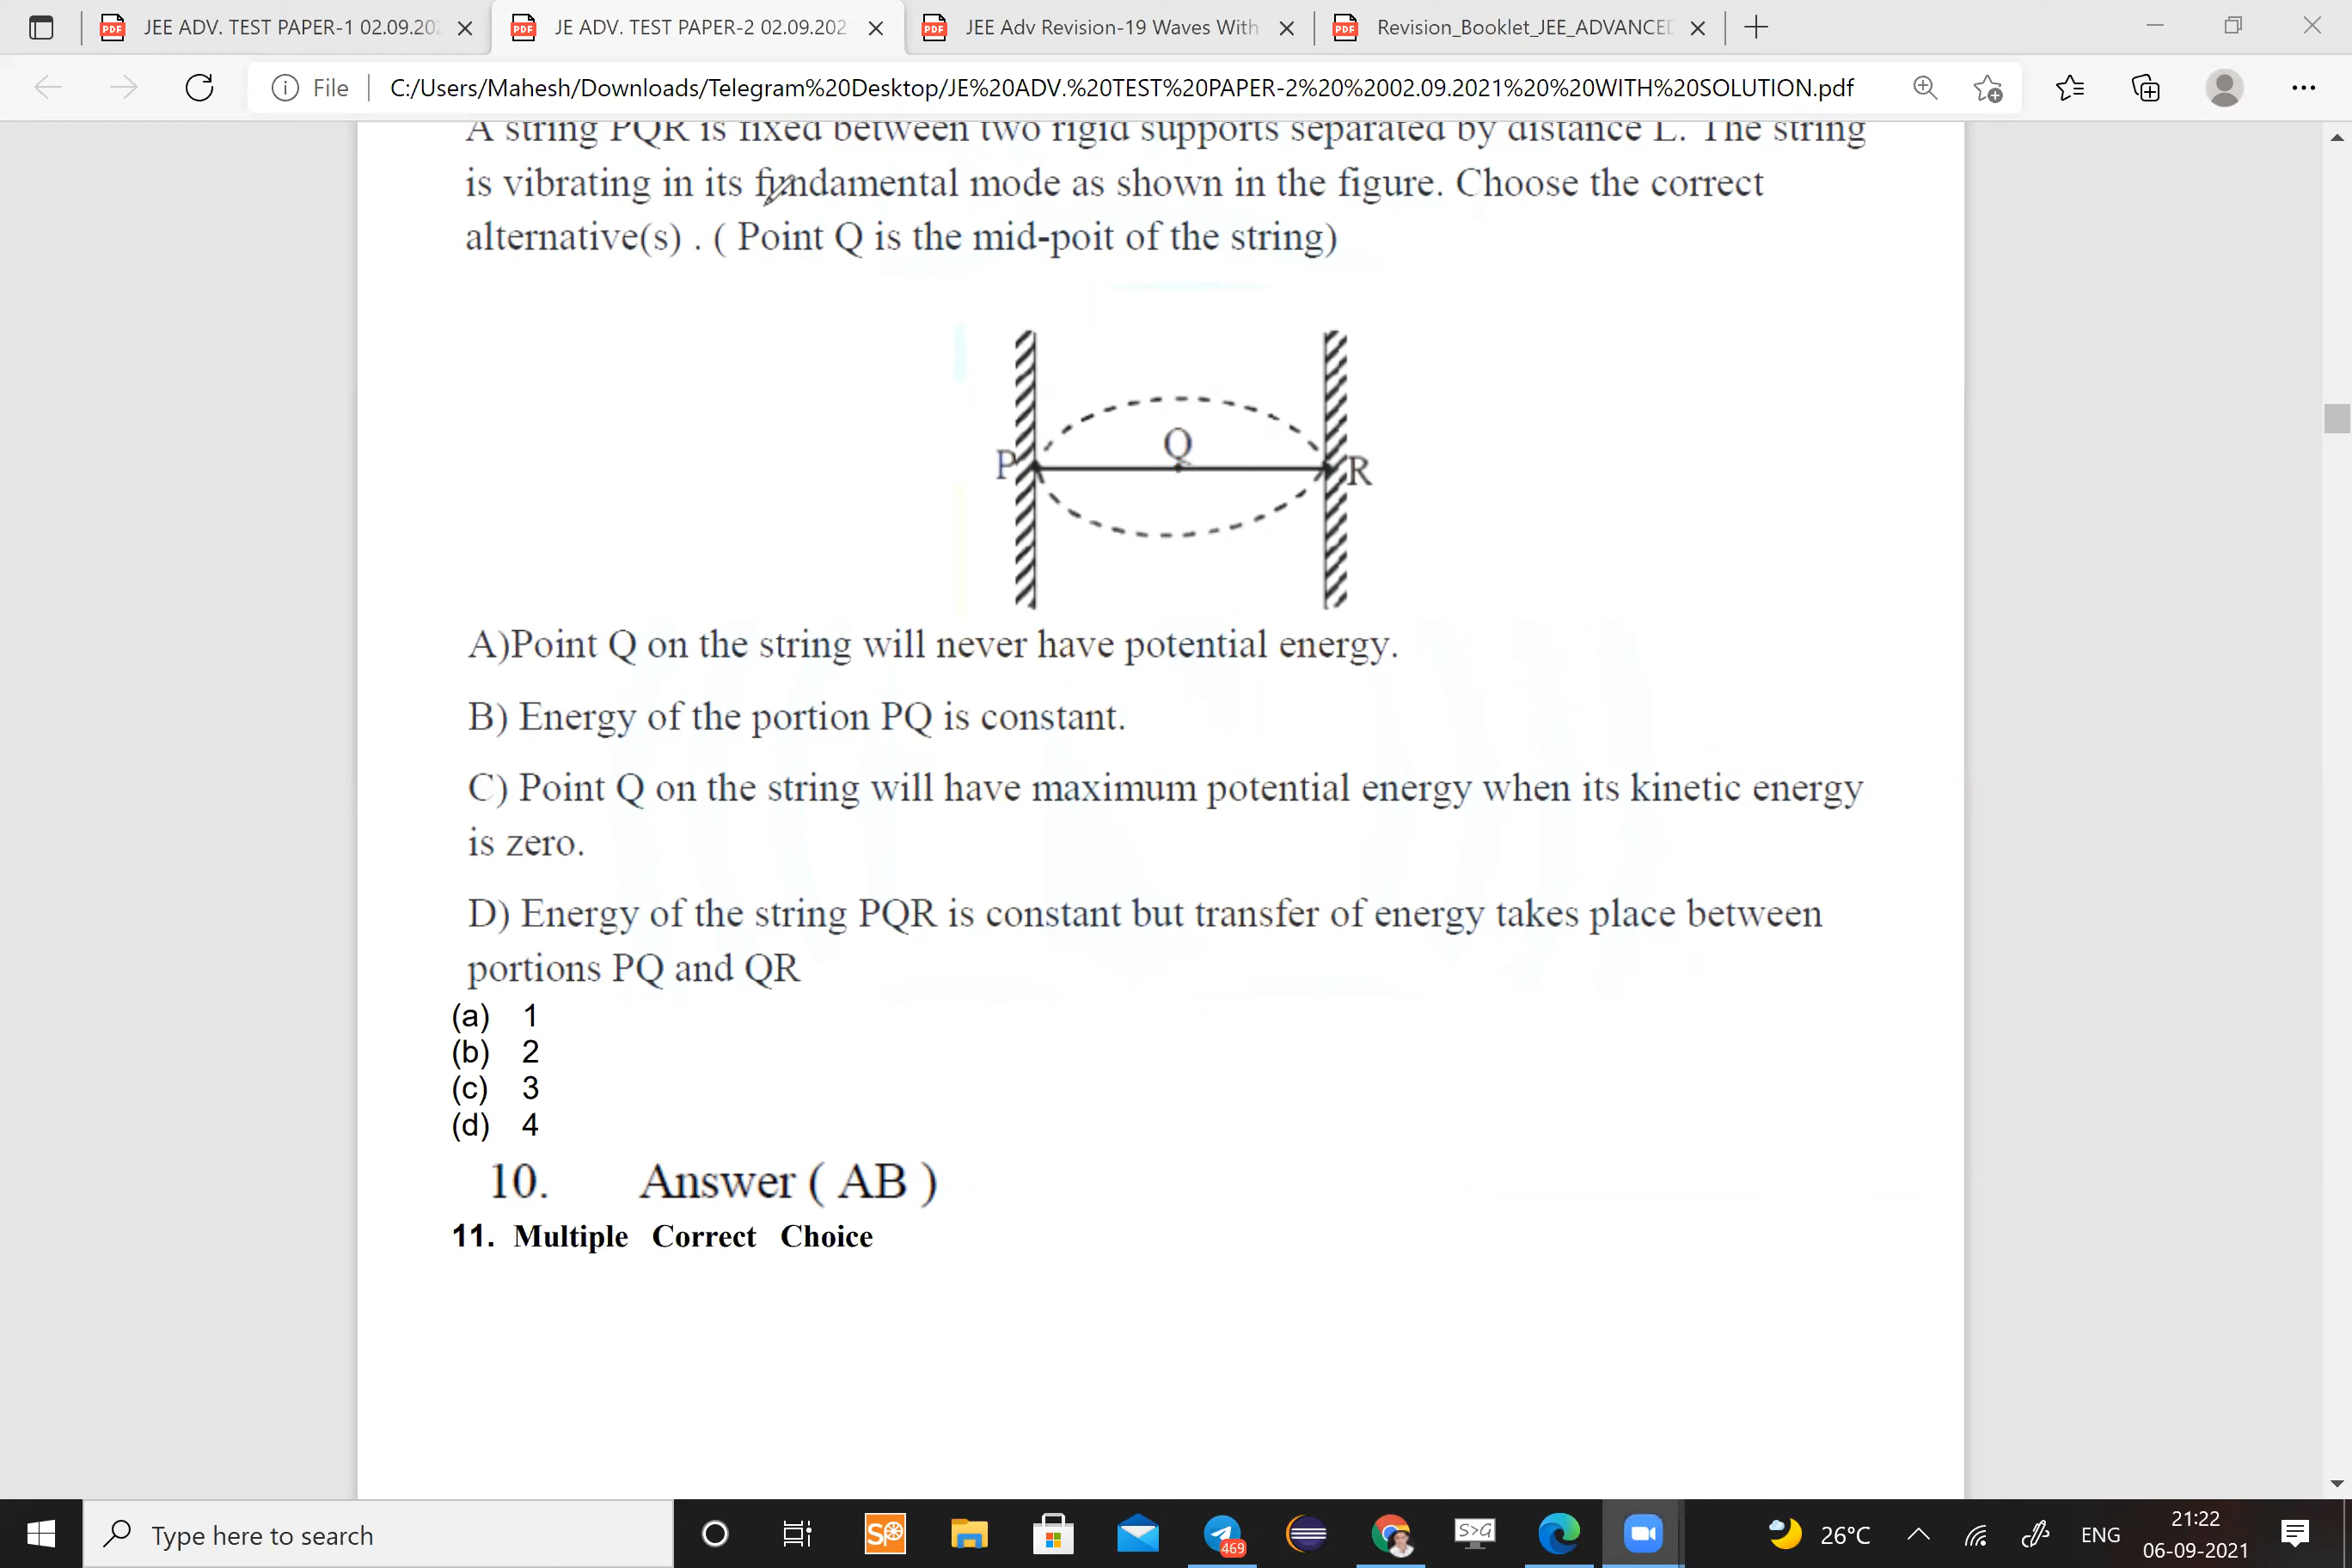 JEE ADV. TEST PAPER-1 02.09.202
JE ADV. TEST PAPER-2 02.09.202
JEE Adv Revision-19 Waves With
Revision_Booklet_JEE_ADVANCED
File
C:/Users/Mahesh/Downloads/Telegram%20Desktop/JE%20ADV.%20TEST%20PAPER-2%20%2002.09.2021%20%20WITH%20SOLUTION.pdf
A string PQR is fixed between two rigid supports separated by distance L. The string
is vibrating in its fundamental mode as shown in the figure. Choose the correct
alternative(s) . ( Point Q is the mid-poit of the string)
Q
P
R
A)Point Q on the string will never have potential energy.
B) Energy of the portion PQ is constant.
C) Point Q on the string will have maximum potential energy when its kinetic energy
is zero.
D) Energy of the string PQR is constant but transfer of energy takes place between
portions PQ and QR
(a) 1
(b) 2
(c) 3
(d) 4
10. Answer ( AB )
11. Multiple Correct Choice
Type here to search
SP
469
S>G
26°C
ENG
21:22
06-09-2021